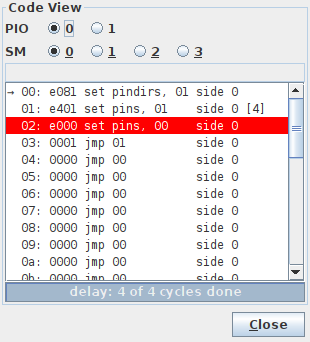 Code View
PIO 0 1
SM 0 1 2 3
→ 00: e081 set pindirs, 01 side 0
01: e401 set pins, 01 side 0 [4]
02: e000 set pins, 00 side 0
03: 0001 jmp 01 side 0
04: 0000 jmp 00 side 0
05: 0000 jmp 00 side 0
06: 0000 jmp 00 side 0
07: 0000 jmp 00 side 0
08: 0000 jmp 00 side 0
09: 0000 jmp 00 side 0
0a: 0000 jmp 00 side 0
0b: 0000 jmp 00 side 0
delay: 4 of 4 cycles done
Close